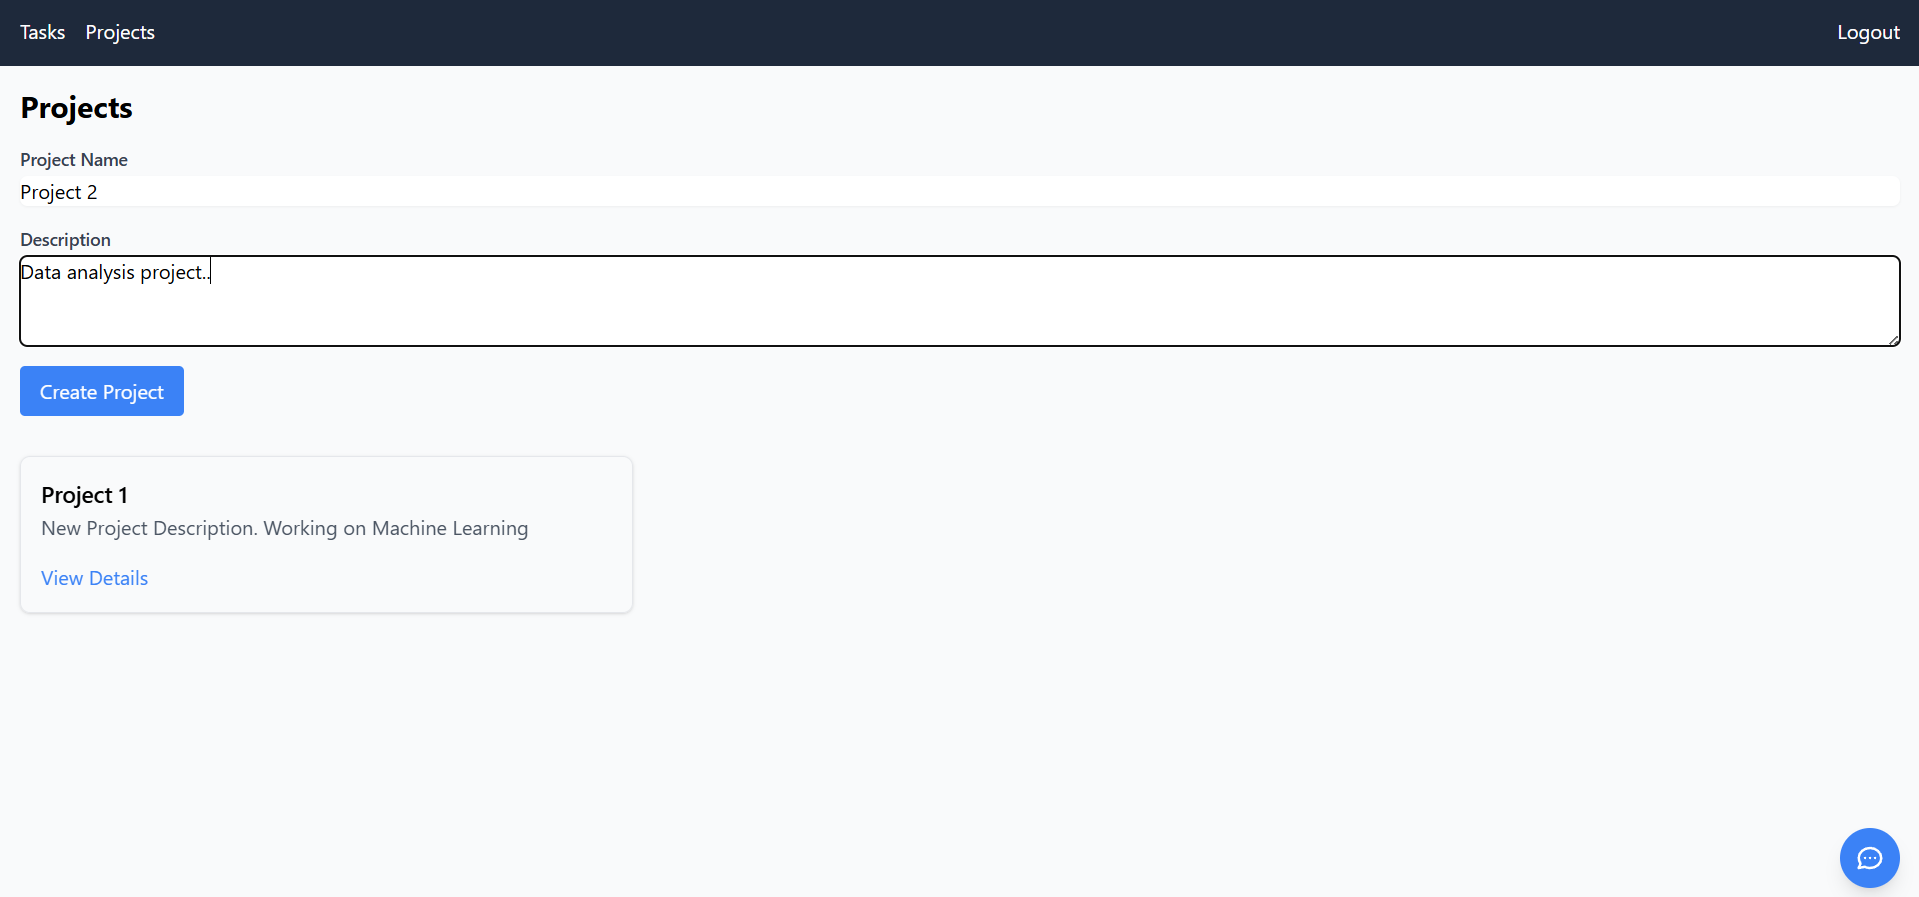 Tasks Projects Logout
Projects
Project Name
Project 2
Description
Data analysis project..
Create Project
Project 1
New Project Description. Working on Machine Learning
View Details